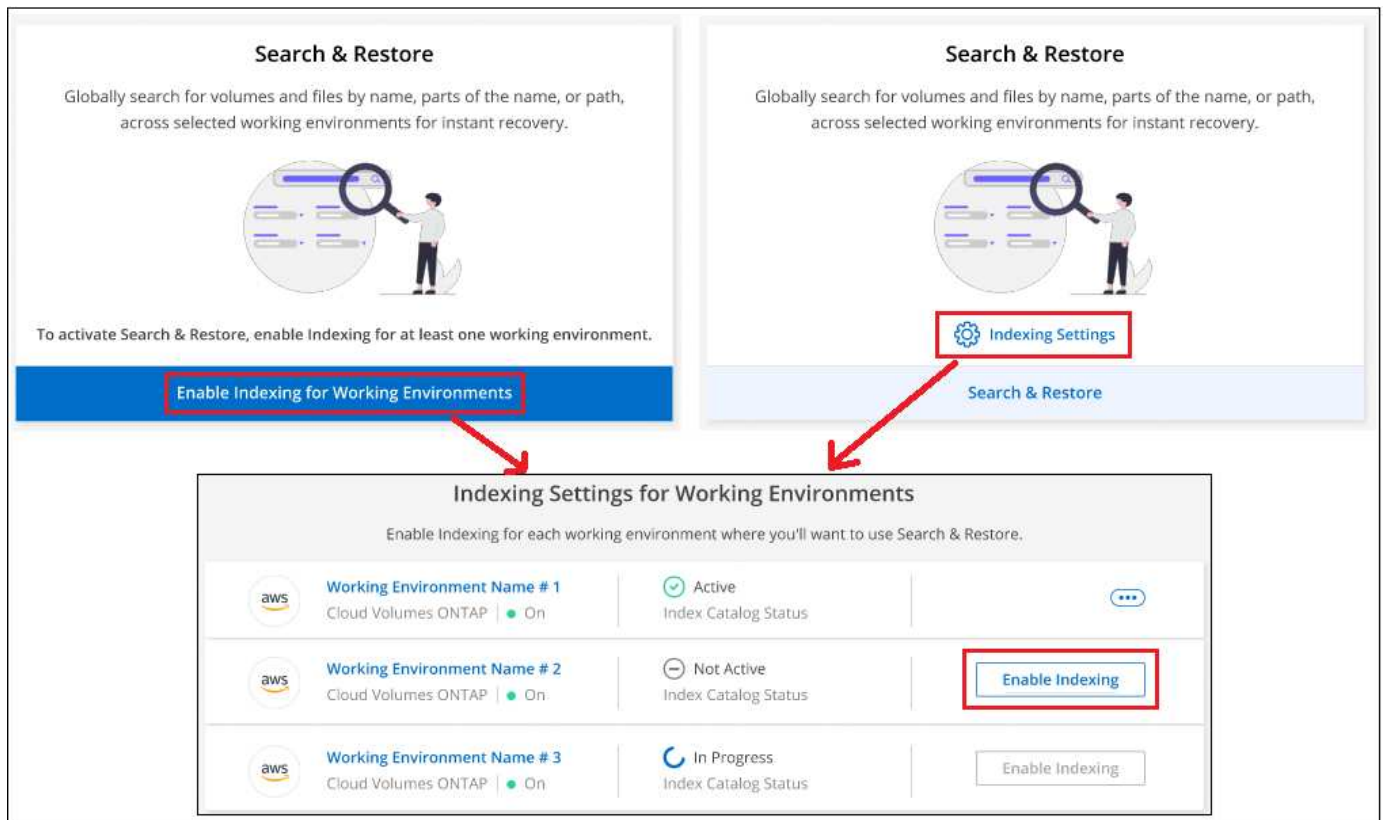 Search & Restore
Globally search for volumes and files by name, parts of the name, or path,
across selected working environments for instant recovery.
To activate Search & Restore, enable Indexing for at least one working environment.
Enable Indexing for Working Environments
Search & Restore
Globally search for volumes and files by name, parts of the name, or path,
across selected working environments for instant recovery.
Indexing Settings
Search & Restore
Indexing Settings for Working Environments
Enable Indexing for each working environment where you'll want to use Search & Restore.
aws
Working Environment Name # 1
Cloud Volumes ONTAP | On
Active
Index Catalog Status
aws
Working Environment Name # 2
Cloud Volumes ONTAP | On
Not Active
Index Catalog Status
Enable Indexing
aws
Working Environment Name # 3
Cloud Volumes ONTAP | On
In Progress
Index Catalog Status
Enable Indexing